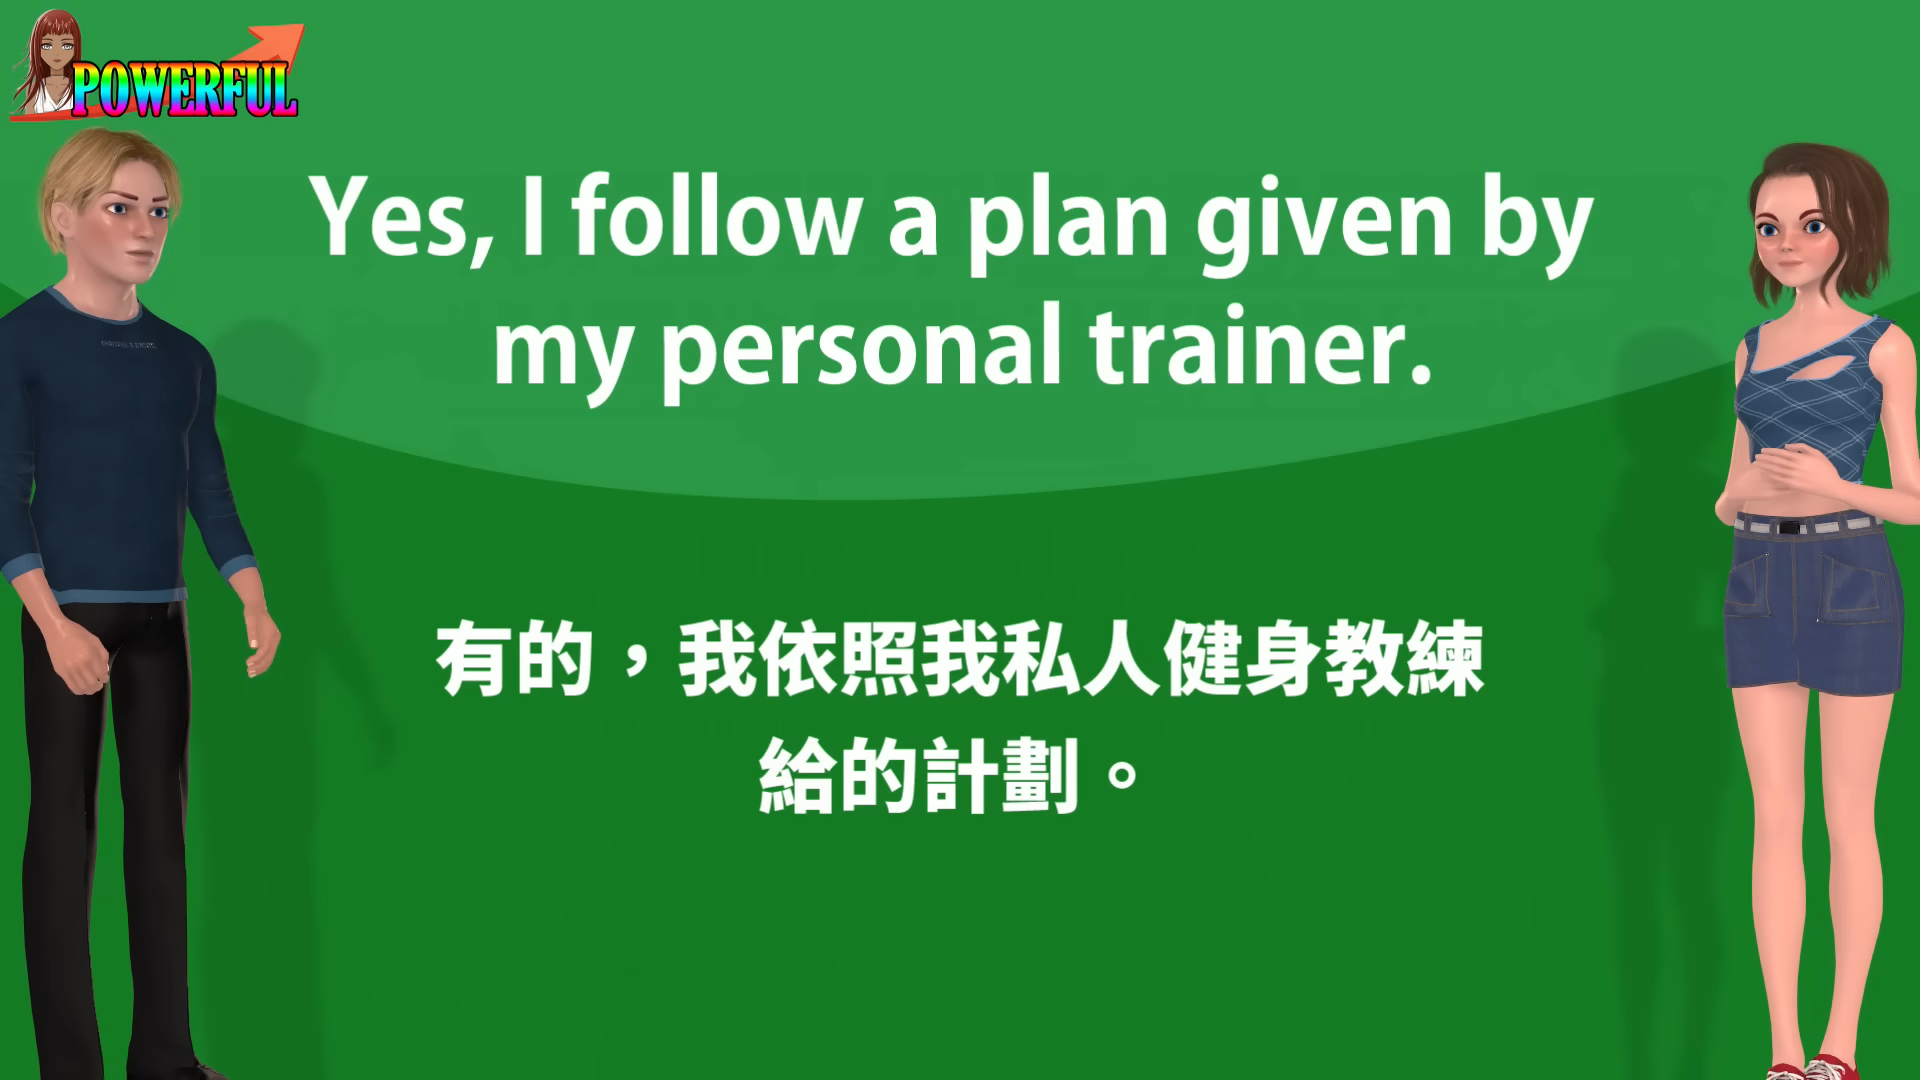 POWERFUL
Yes, I follow a plan given by
my personal trainer.
有的，我依照我私人健身教練
給的計劃。